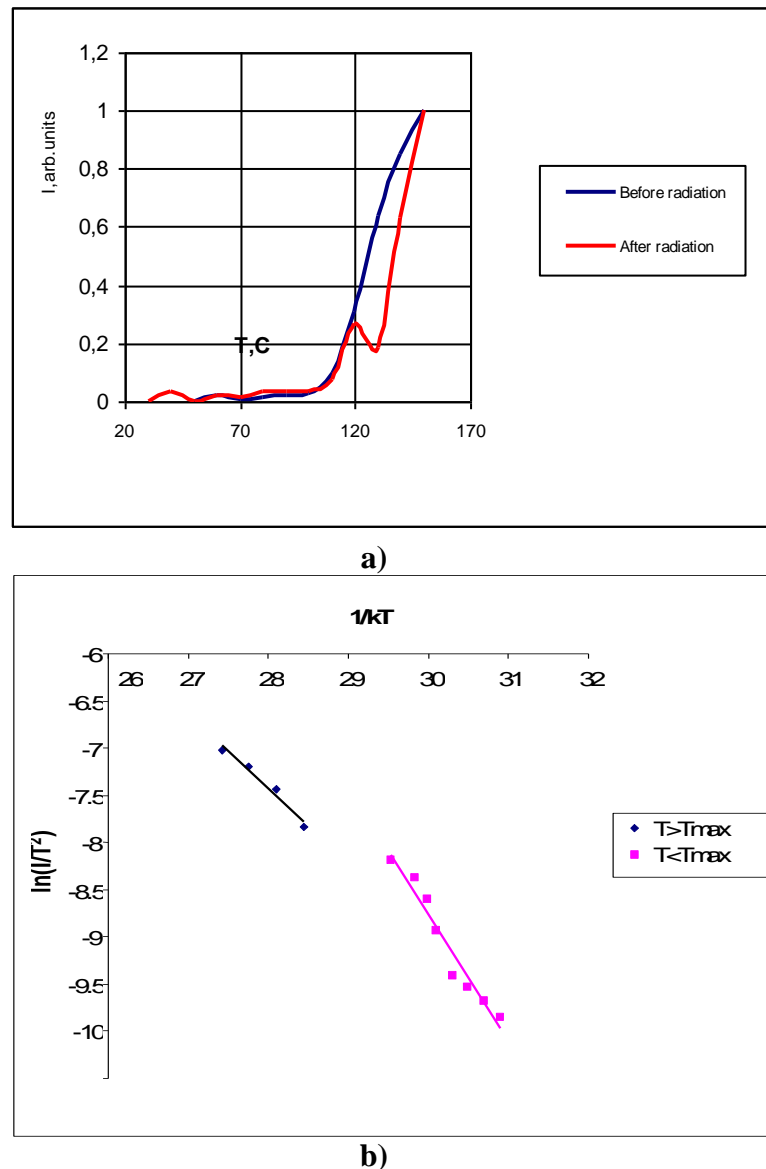 1,2
1
0,8
0,6
0,4
0,2
0
I,arb.units
T,C
20 70 120 170
Before radiation
After radiation
a)
1/kT
-6
26 27 28 29 30 31 32
-6.5
-7
-7.5
-8
-8.5
-9
-9.5
-10
ln(I/T²)
T>Tmax
T<Tmax
b)